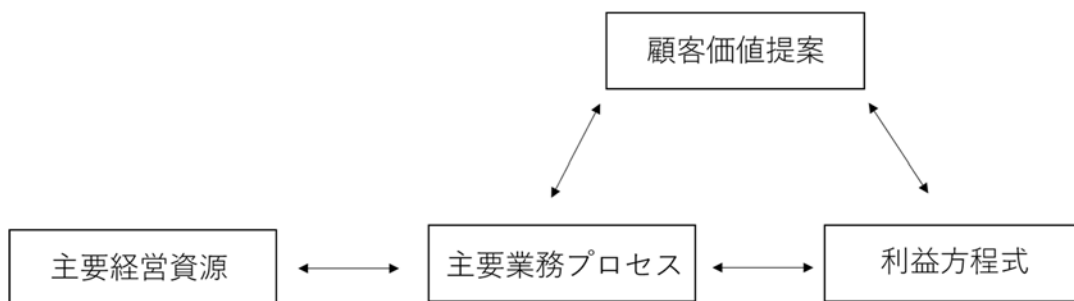 顧客価値提案
主要経営資源
主要業務プロセス
利益方程式